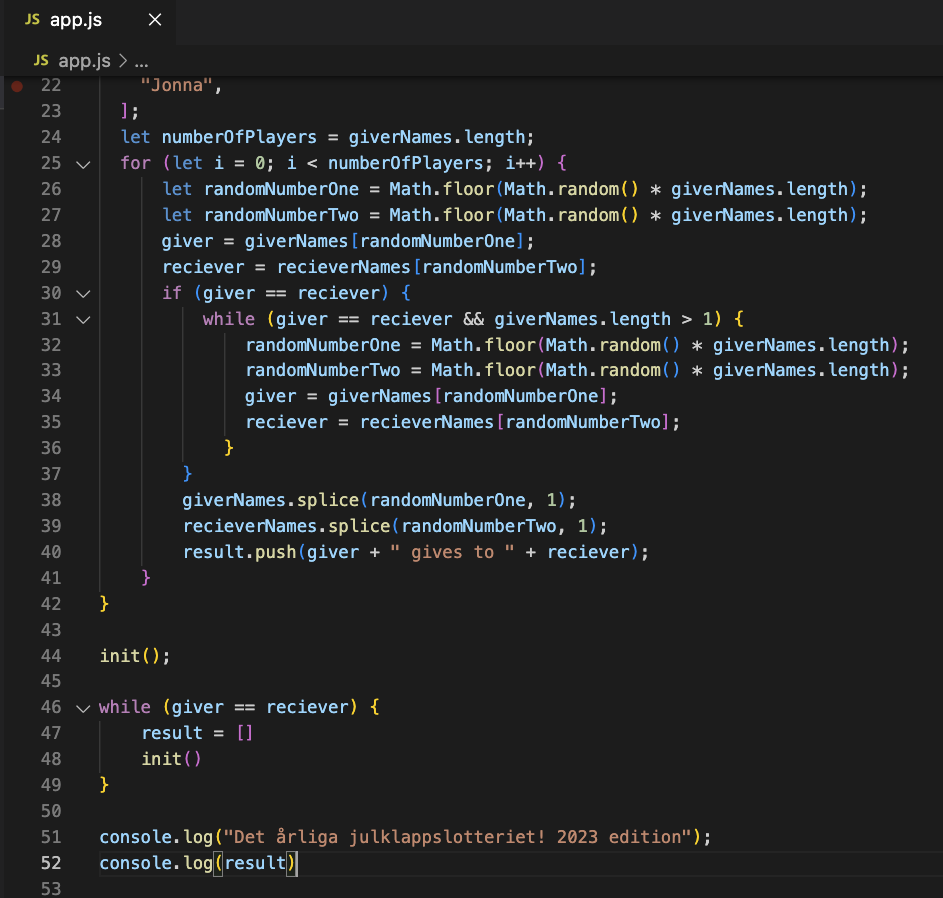 JS app.js ×
JS app.js > ...
22 "Jonna",
23 ];
24 let numberOfPlayers = giverNames.length;
25 for (let i = 0; i < numberOfPlayers; i++) {
26 let randomNumberOne = Math.floor(Math.random() * giverNames.length);
27 let randomNumberTwo = Math.floor(Math.random() * giverNames.length);
28 giver = giverNames[randomNumberOne];
29 reciever = recieverNames[randomNumberTwo];
30 if (giver == reciever) {
31 while (giver == reciever && giverNames.length > 1) {
32 randomNumberOne = Math.floor(Math.random() * giverNames.length);
33 randomNumberTwo = Math.floor(Math.random() * giverNames.length);
34 giver = giverNames[randomNumberOne];
35 reciever = recieverNames[randomNumberTwo];
36 }
37 }
38 giverNames.splice(randomNumberOne, 1);
39 recieverNames.splice(randomNumberTwo, 1);
40 result.push(giver + " gives to " + reciever);
41 }
42 }
43
44 init();
45
46 while (giver == reciever) {
47 result = []
48 init()
49 }
50
51 console.log("Det årliga julklappslotteriet! 2023 edition");
52 console.log(result)
53